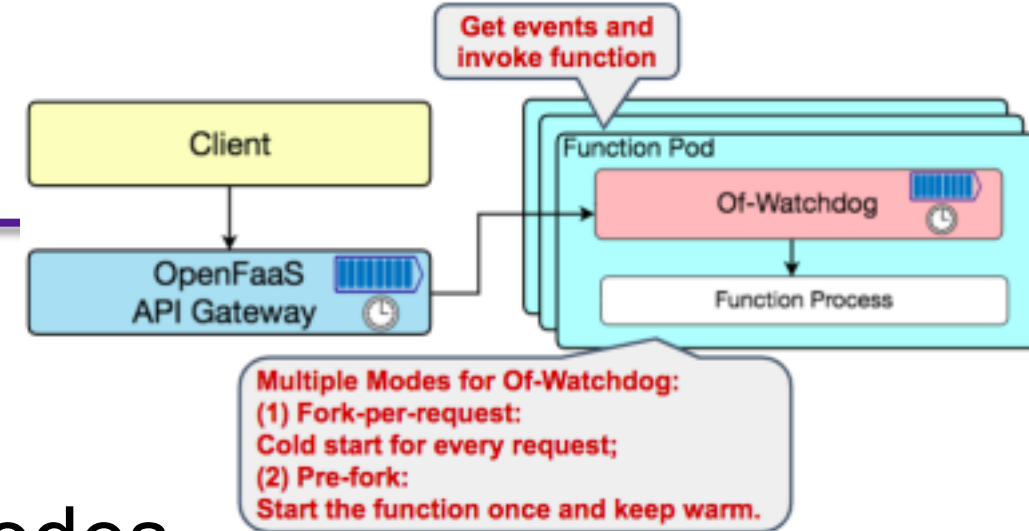 Get events and
invoke function
Client
Function Pod
Of-Watchdog
OpenFaaS
API Gateway
Function Process
Multiple Modes for Of-Watchdog:
(1) Fork-per-request:
Cold start for every request;
(2) Pre-fork:
Start the function once and keep warm.